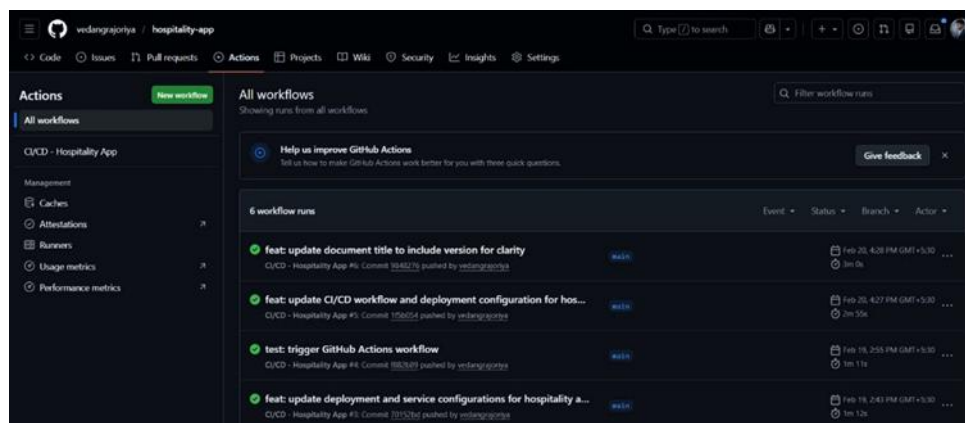 vedangrajoriya / hospitality-app
Type / to search
Code Issues Pull requests Actions Projects Wiki Security Insights Settings
Actions
New workflow
All workflows
CI/CD - Hospitality App
Management
Caches
Attestations
Runners
Usage metrics
Performance metrics
All workflows
Showing runs from all workflows
Filter workflow runs
Help us improve GitHub Actions
Tell us how to make GitHub Actions work better for you with three quick questions.
Give feedback
6 workflow runs
Event Status Branch Actor
feat: update document title to include version for clarity
CI/CD - Hospitality App #6: Commit pushed by vedangrajoriya
main
Feb 20, 4:28 PM GMT+5:30
3m 0s
feat: update CI/CD workflow and deployment configuration for hos...
CI/CD - Hospitality App #5: Commit pushed by vedangrajoriya
main
Feb 20, 4:27 PM GMT+5:30
2m 55s
test: trigger GitHub Actions workflow
CI/CD - Hospitality App #4: Commit pushed by vedangrajoriya
main
Feb 19, 2:55 PM GMT+5:30
1m 11s
feat: update deployment and service configurations for hospitality a...
CI/CD - Hospitality App #3: Commit pushed by vedangrajoriya
main
Feb 19, 2:43 PM GMT+5:30
1m 12s